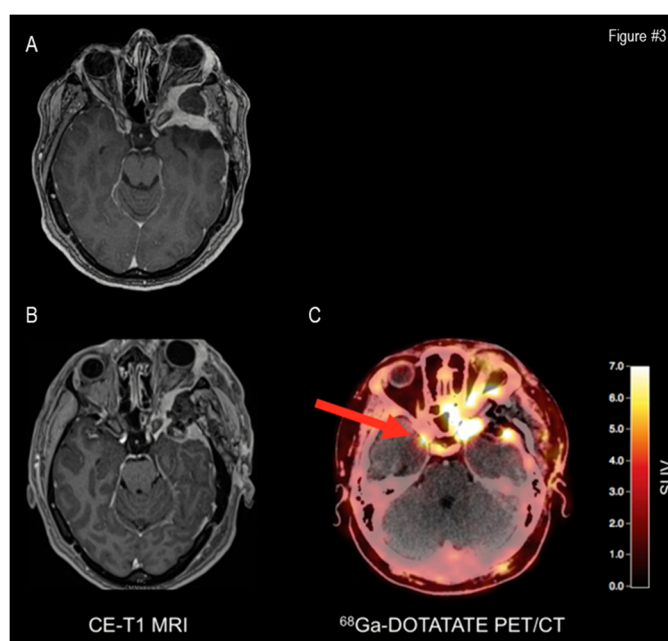 A
Figure #3
B
C
7.0
6.0
5.0
4.0
3.0
2.0
1.0
0.0
SUV
CE-T1 MRI
⁶⁸Ga-DOTATATE PET/CT